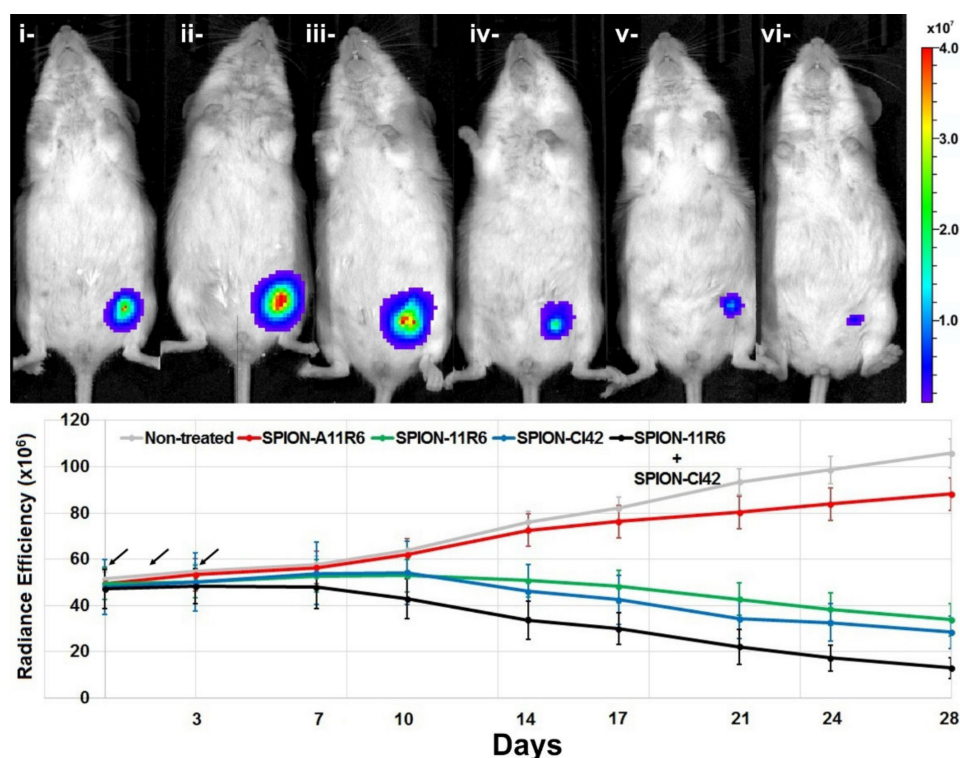 i-
ii-
iii-
iv-
v-
vi-
x10⁷
4.0
3.0
2.0
1.0
120
100
80
60
40
20
0
Radiance Efficiency (x10⁶)
Non-treated SPION-A11R6 SPION-11R6 SPION-CI42 SPION-11R6
+
SPION-CI42
3 7 10 14 17 21 24 28
Days